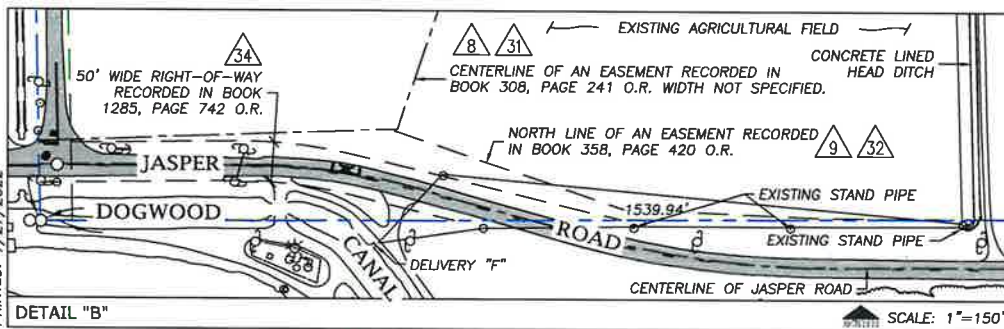 EXISTING AGRICULTURAL FIELD
34
50' WIDE RIGHT-OF-WAY
RECORDED IN BOOK
1285, PAGE 742 O.R.
8 31
CENTERLINE OF AN EASEMENT RECORDED IN
BOOK 308, PAGE 241 O.R. WIDTH NOT SPECIFIED.
CONCRETE LINED
HEAD DITCH
NORTH LINE OF AN EASEMENT RECORDED
IN BOOK 358, PAGE 420 O.R.
9 32
JASPER
EXISTING STAND PIPE
DOGWOOD
1539.94'
ROAD
EXISTING STAND PIPE
CANAL
DELIVERY "F"
CENTERLINE OF JASPER ROAD
DETAIL "B"
SCALE: 1"=150'